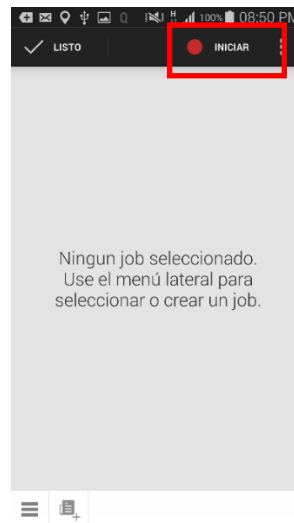 100% 08:50 PM
LISTO
INICIAR
Ningun job seleccionado.
Use el menú lateral para
seleccionar o crear un job.